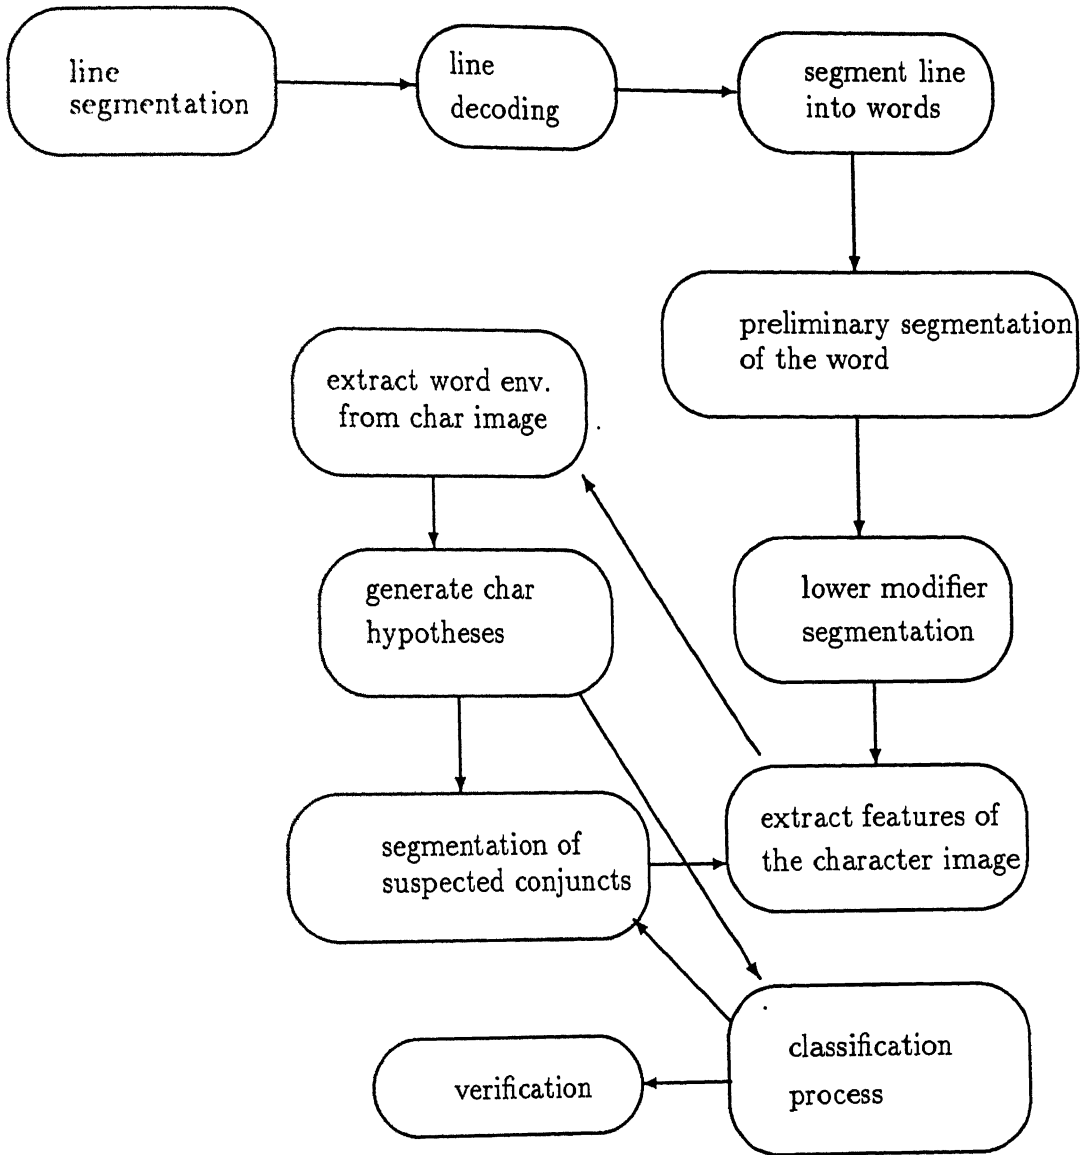 line
segmentation
line
decoding
segment line
into words
preliminary segmentation
of the word
extract word env.
from char image
generate char
hypotheses
lower modifier
segmentation
segmentation of
suspected conjuncts
extract features of
the character image
classification
process
verification